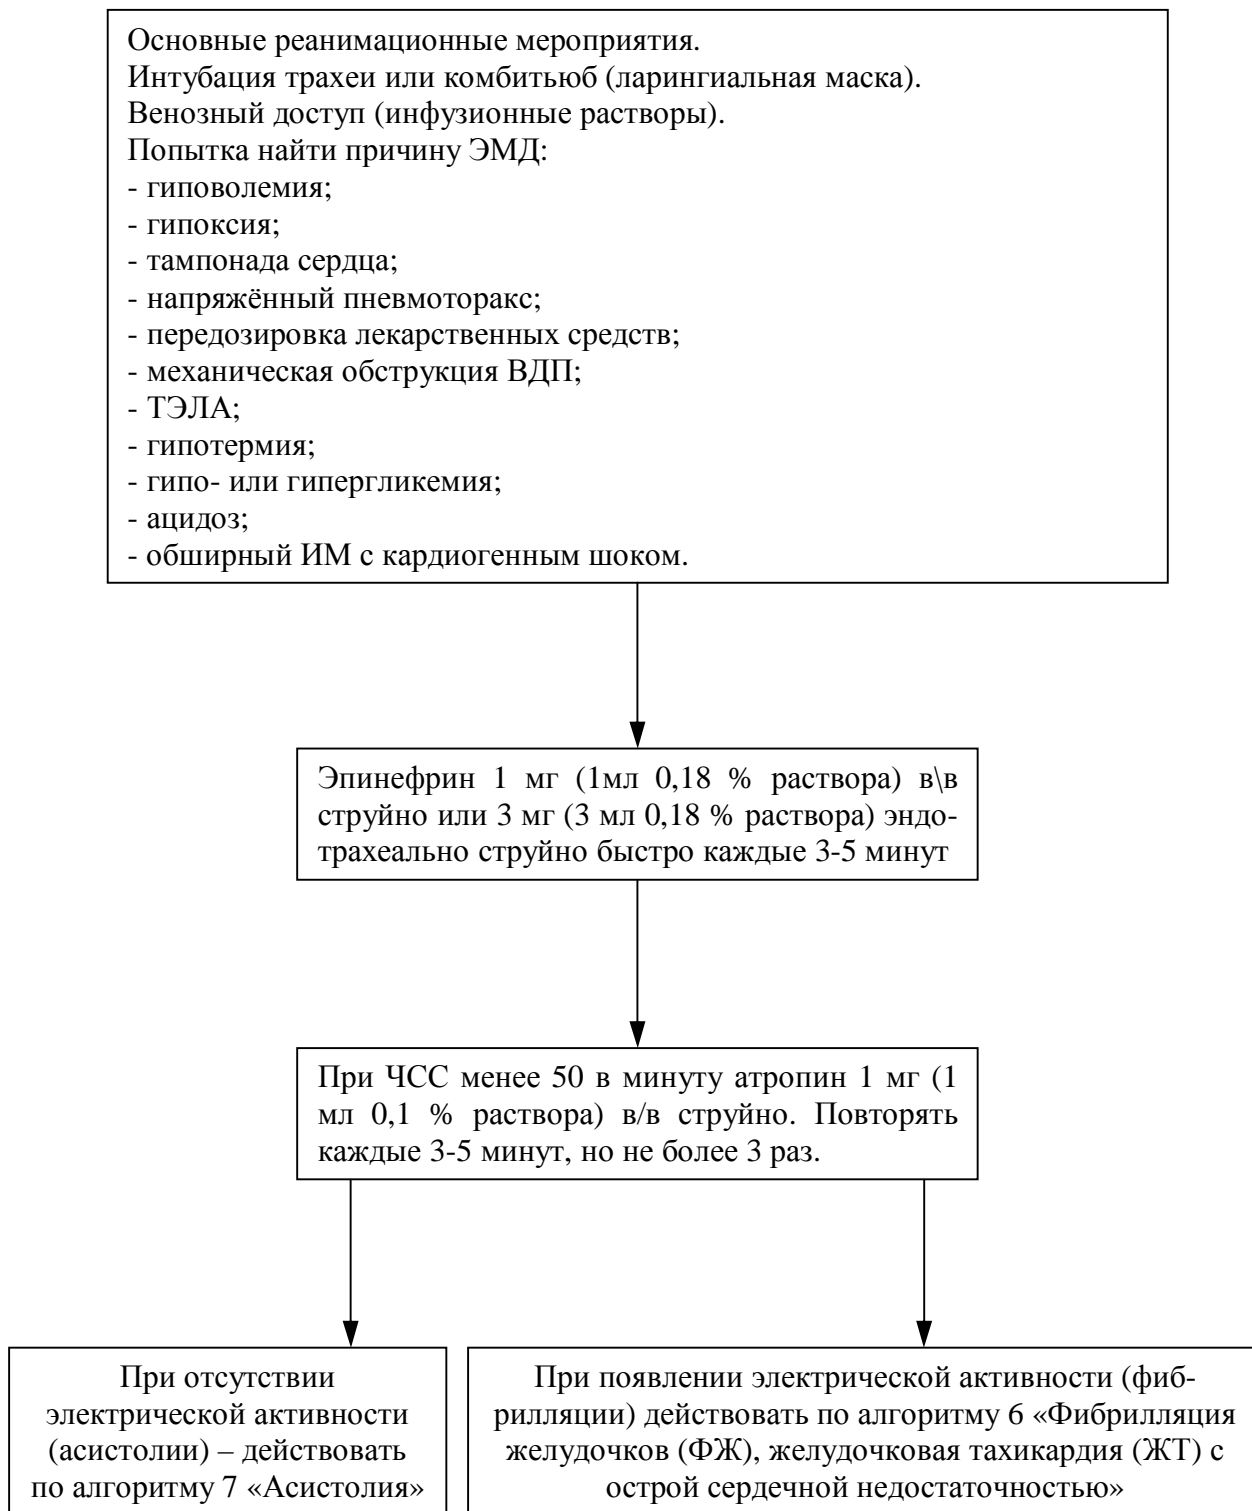 Основные реанимационные мероприятия.
Интубация трахеи или комбитьюб (ларингиальная маска).
Венозный доступ (инфузионные растворы).
Попытка найти причину ЭМД:
- гиповолемия;
- гипоксия;
- тампонада сердца;
- напряжённый пневмоторакс;
- передозировка лекарственных средств;
- механическая обструкция ВДП;
- ТЭЛА;
- гипотермия;
- гипо- или гипергликемия;
- ацидоз;
- обширный ИМ с кардиогенным шоком.
Эпинефрин 1 мг (1мл 0,18 % раствора) в\в
струйно или 3 мг (3 мл 0,18 % раствора) эндо-
трахеально струйно быстро каждые 3-5 минут
При ЧСС менее 50 в минуту атропин 1 мг (1
мл 0,1 % раствора) в/в струйно. Повторять
каждые 3-5 минут, но не более 3 раз.
При отсутствии
электрической активности
(асистолии) – действовать
по алгоритму 7 «Асистолия»
При появлении электрической активности (фиб-
рилляции) действовать по алгоритму 6 «Фибрилляция
желудочков (ФЖ), желудочковая тахикардия (ЖТ) с
острой сердечной недостаточностью»